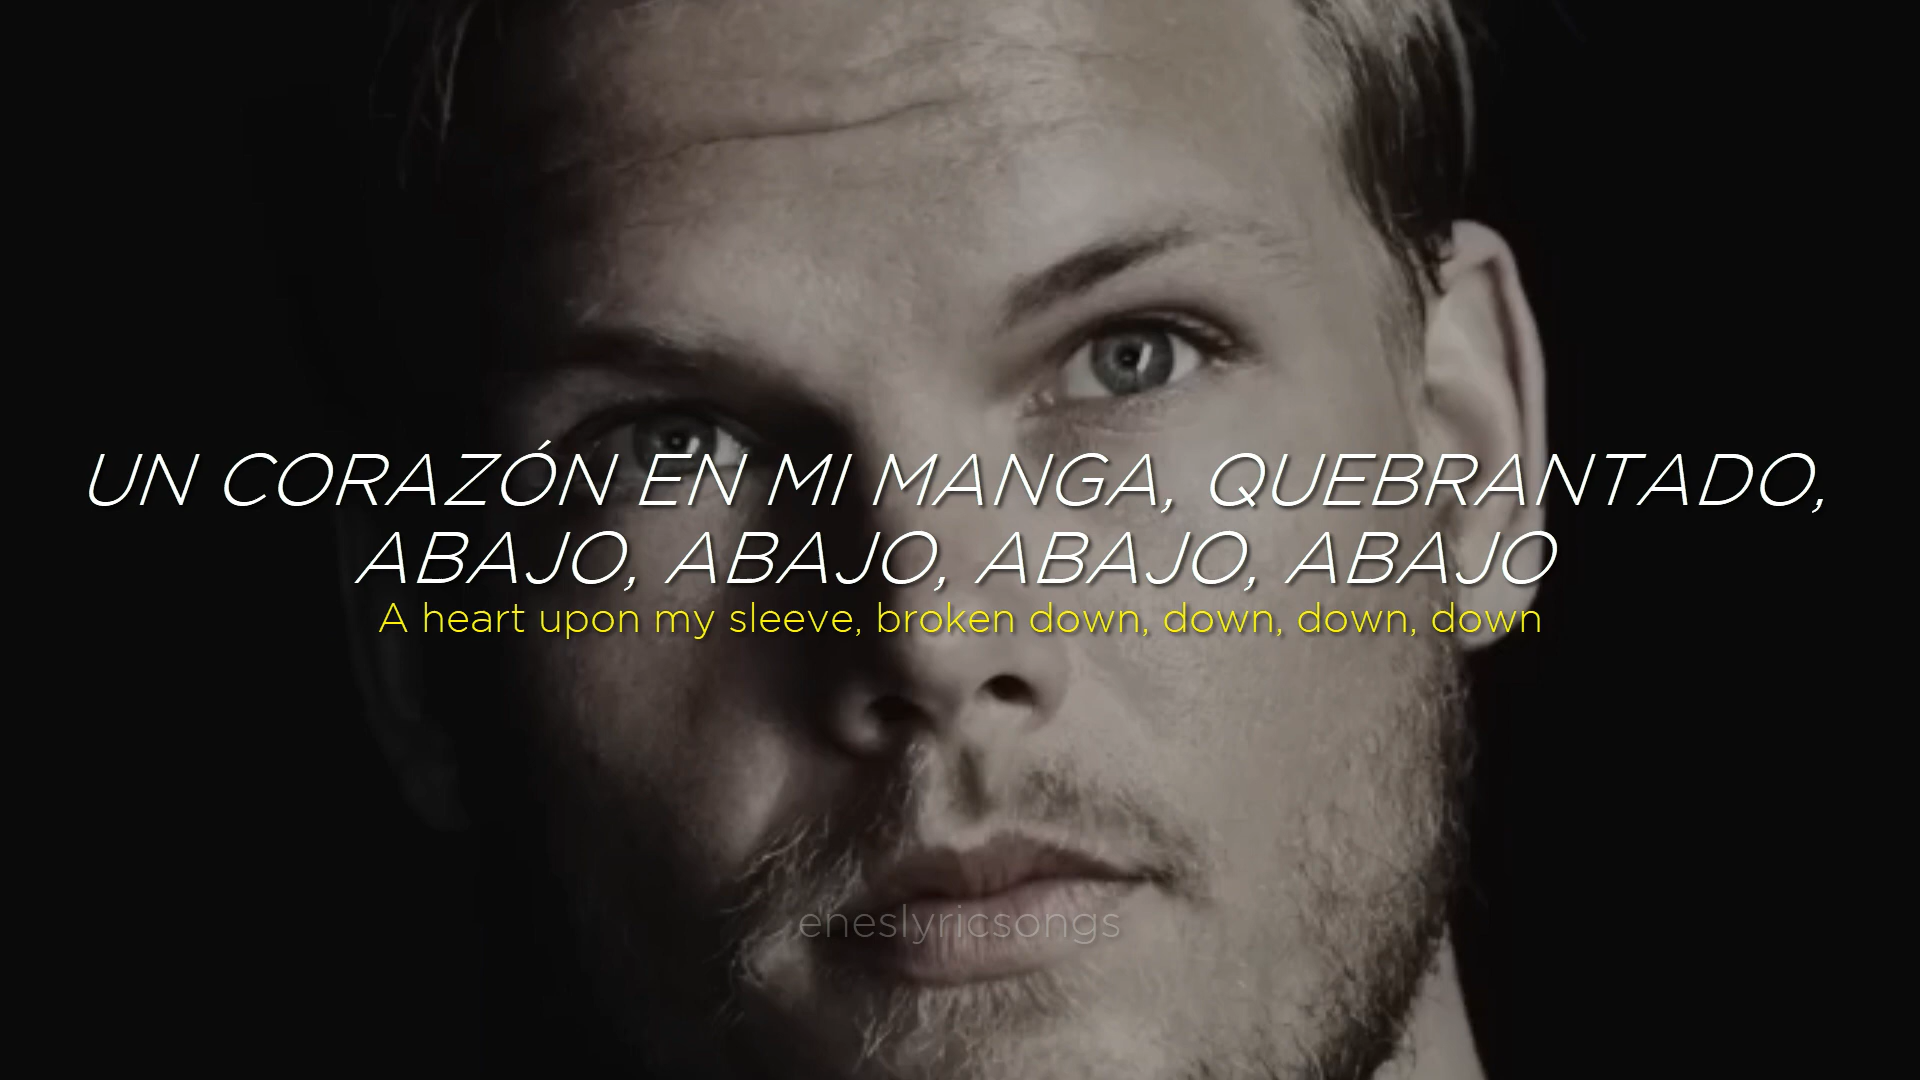 UN CORAZÓN EN MI MANGA, QUEBRANTADO,
ABAJO, ABAJO, ABAJO, ABAJO
A heart upon my sleeve, broken down, down, down, down
eneslyricsongs